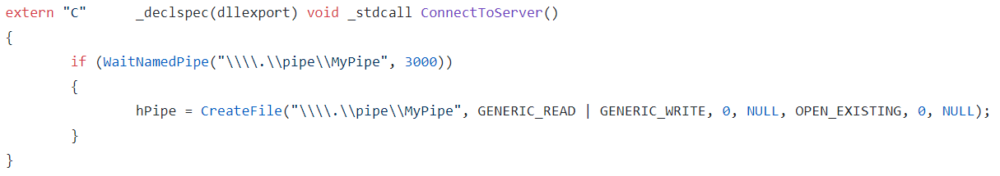 extern "C"	_declspec(dllexport) void _stdcall ConnectToServer()
{
	if (WaitNamedPipe("\\\\.\\pipe\\MyPipe", 3000))
	{
		hPipe = CreateFile("\\\\.\\pipe\\MyPipe", GENERIC_READ | GENERIC_WRITE, 0, NULL, OPEN_EXISTING, 0, NULL);
	}
}